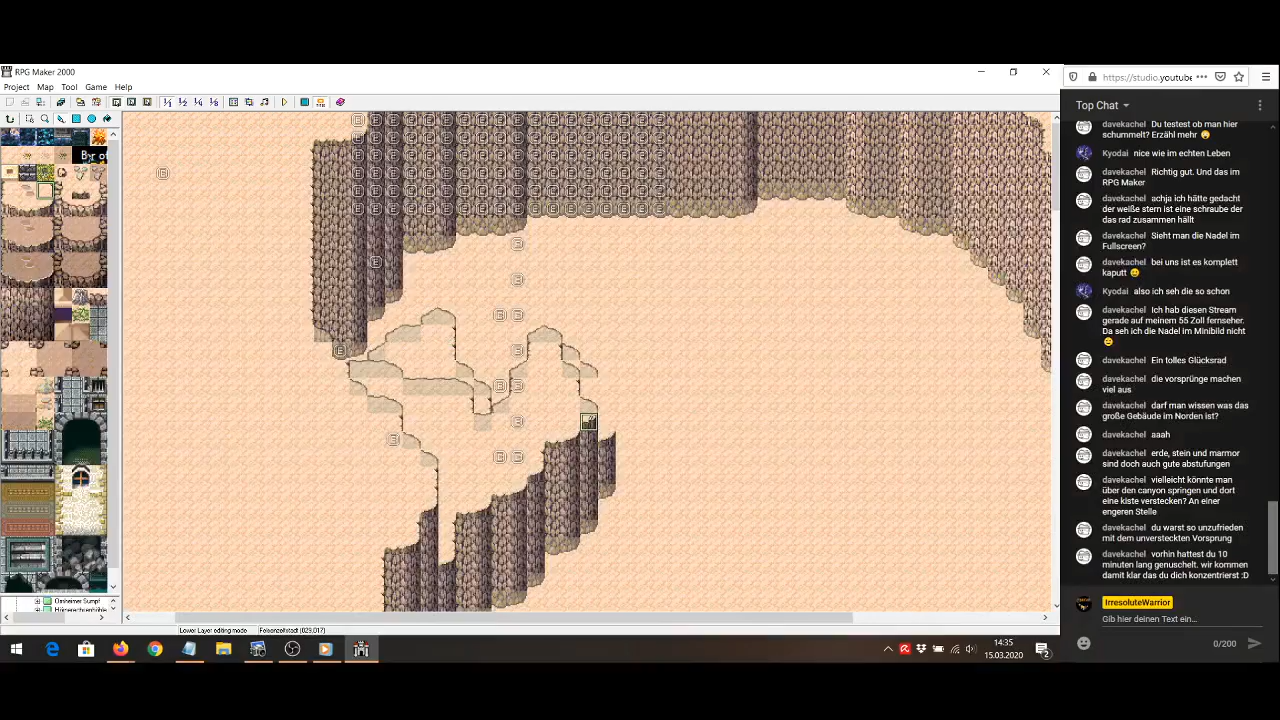 RPG Maker 2000
Project Map Tool Game Help
https://studio.youtube
Top Chat
davekachel Du testest ob man hier
schummelt? Erzähl mehr
Kyodai nice wie im echten Leben
davekachel Richtig gut. Und das im
RPG Maker
davekachel achja ich hätte gedacht
der weiße stern ist eine schraube der
das rad zusammen hält
davekachel Sieht man die Nadel im
Fullscreen?
davekachel bei uns ist es komplett
kaputt
Kyodai also ich seh die so schon
davekachel Ich hab diesen Stream
gerade auf meinem 55 Zoll fernseher.
Da seh ich die Nadel im Minibild nicht
davekachel Ein tolles Glücksrad
davekachel die vorsprünge machen
viel aus
davekachel darf man wissen was das
große Gebäude im Norden ist?
davekachel aaah
davekachel erde, stein und marmor
sind doch auch gute abstufungen
davekachel vielleicht könnte man
über den canyon springen und dort
eine kiste verstecken? An einer
engeren Stelle
davekachel du warst so unzufrieden
mit dem unversteckten Vorsprung
davekachel vorhin hattest du 10
minuten lang genuschelt. wir kommen
damit klar das du dich konzentrierst :D
IrresoluteWarrior
Gib hier deinen Text ein...
0/200
Ornheimer Sumpf
Lower Layer editing mode
Felsenzeltstadt (029,017)
14:35
15.03.2020
2